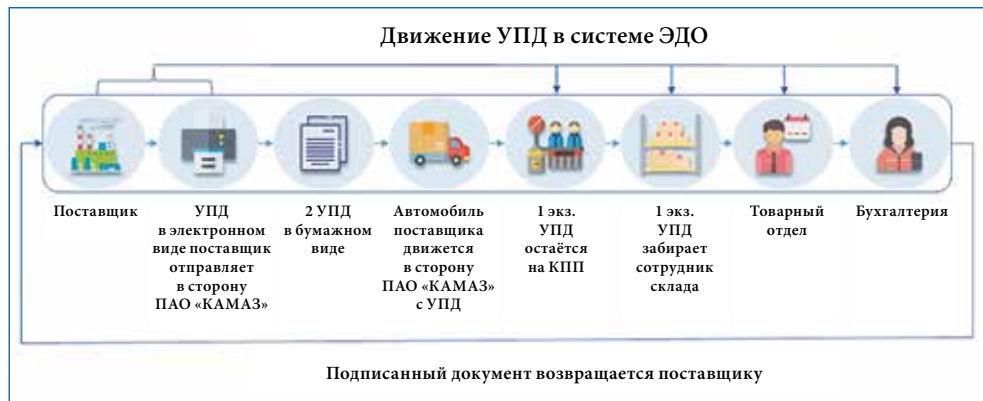 Движение УПД в системе ЭДО
Поставщик
УПД
в электронном
виде поставщик
отправляет
в сторону
ПАО «КАМАЗ»
2 УПД
в бумажном
виде
Автомобиль
поставщика
движется
в сторону
ПАО «КАМАЗ»
с УПД
1 экз.
УПД
остаётся
на КПП
1 экз.
УПД
забирает
сотрудник
склада
Товарный
отдел
Бухгалтерия
Подписанный документ возвращается поставщику